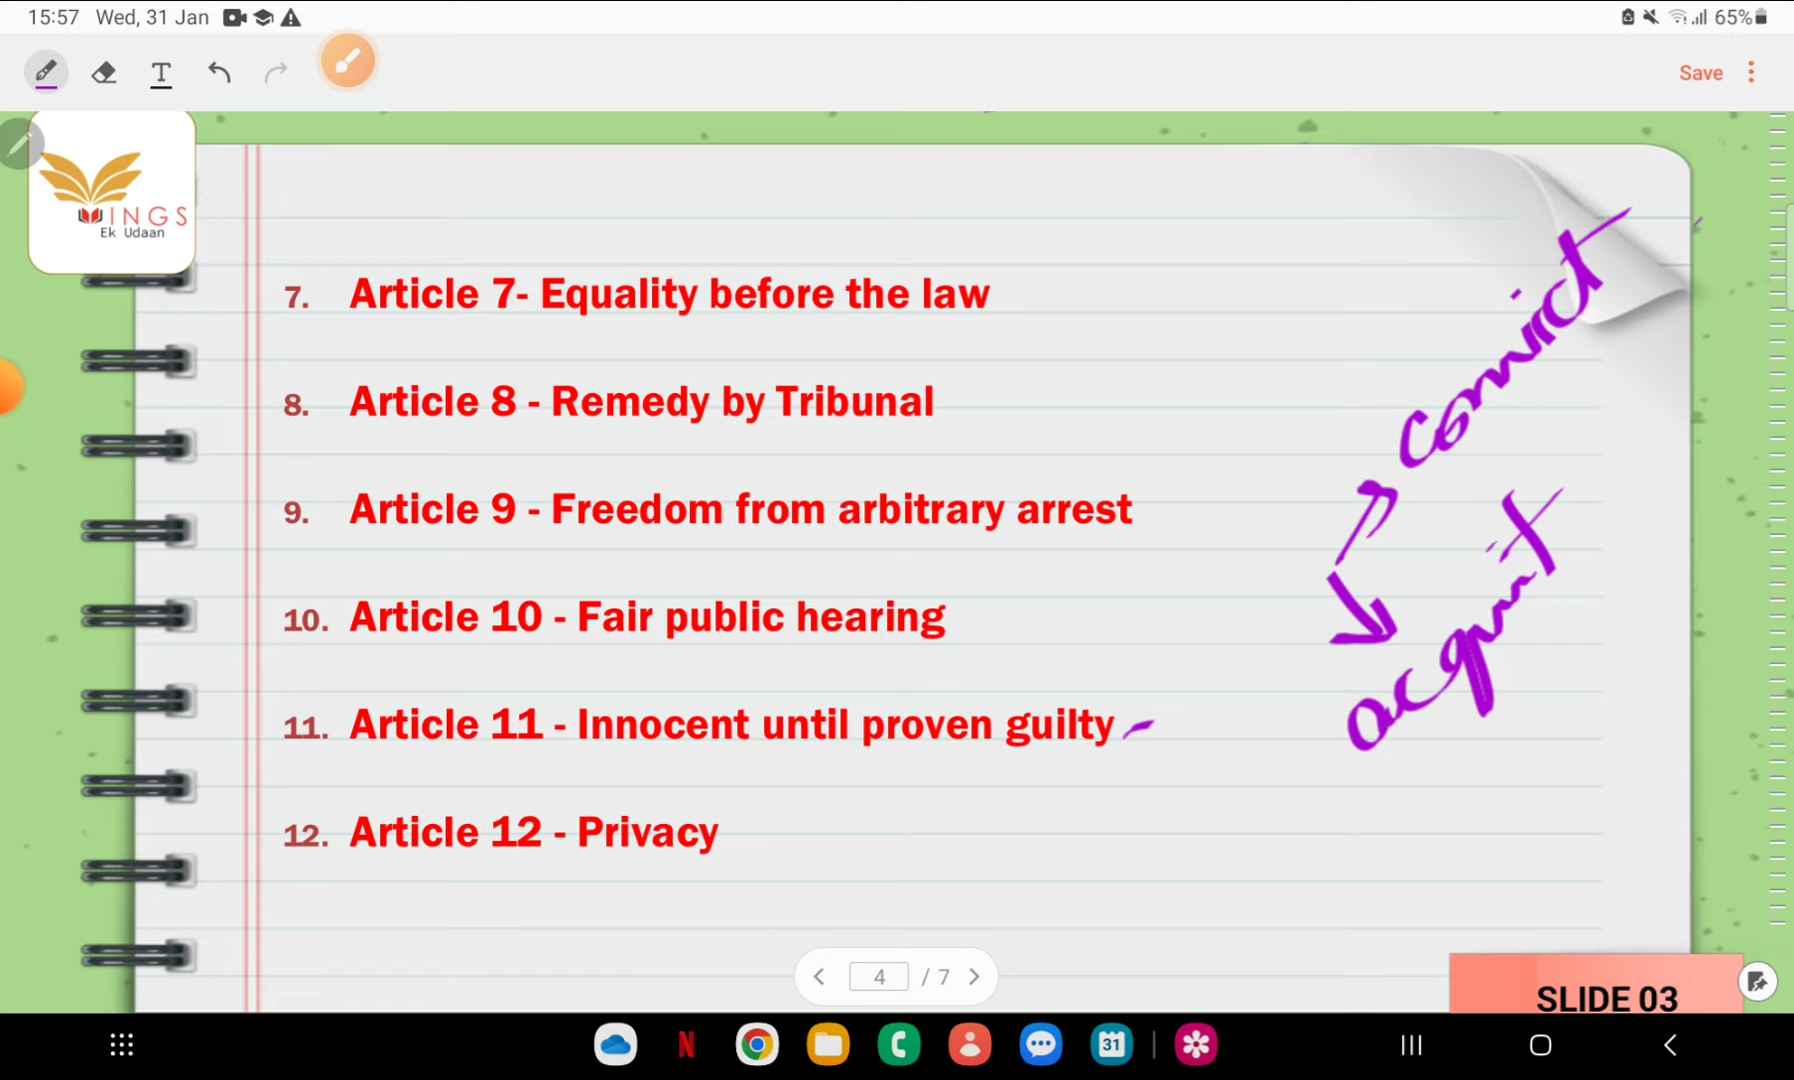 15:57 Wed, 31 Jan
65%
T
Save
WINGS
Ek Udaan
7. Article 7- Equality before the law
8. Article 8 - Remedy by Tribunal
9. Article 9 - Freedom from arbitrary arrest
10. Article 10 - Fair public hearing
11. Article 11 - Innocent until proven guilty
12. Article 12 - Privacy
convict
acquit
4 / 7
SLIDE 03
N
31